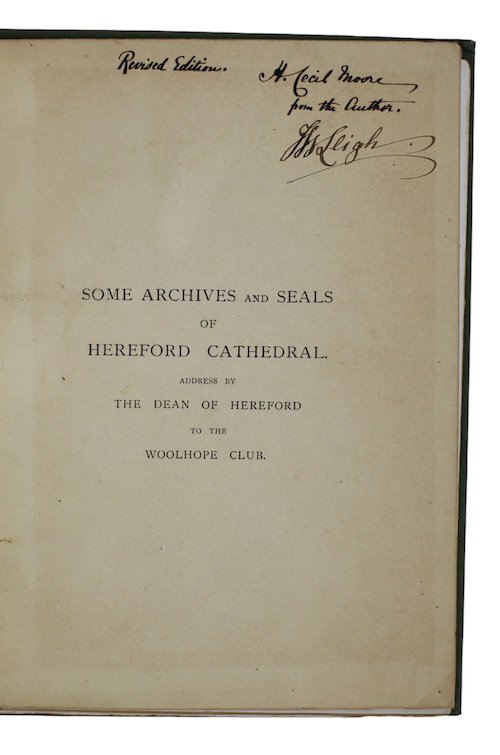 Revised Edition. H. Cecil Moore
from the Author.
JWLeigh.
SOME ARCHIVES AND SEALS
OF
HEREFORD CATHEDRAL.
ADDRESS BY
THE DEAN OF HEREFORD
TO THE
WOOLHOPE CLUB.